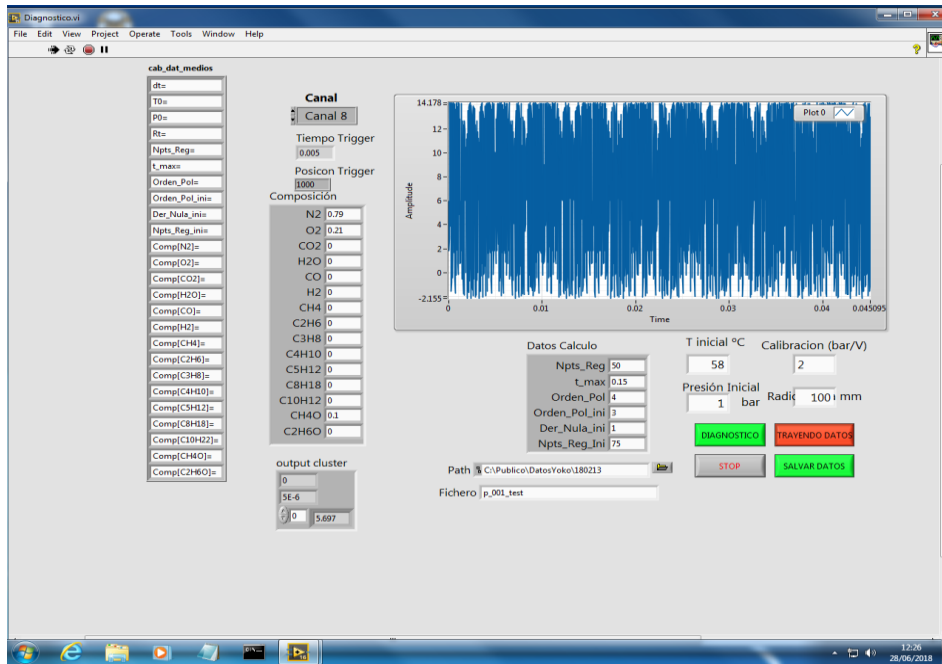 Diagnostico.vi
File Edit View Project Operate Tools Window Help
cab_dat_medios
dt=
T0=
P0=
Rt=
Npts_Reg=
t_max=
Orden_Pol=
Orden_Pol_ini=
Der_Nula_ini=
Npts_Reg_ini=
Comp[N2]=
Comp[O2]=
Comp[CO2]=
Comp[H2O]=
Comp[CO]=
Comp[H2]=
Comp[CH4]=
Comp[C2H6]=
Comp[C3H8]=
Comp[C4H10]=
Comp[C5H12]=
Comp[C8H18]=
Comp[C10H22]=
Comp[CH4O]=
Comp[C2H6O]=
Canal
Canal 8
Tiempo Trigger
0.005
Posicon Trigger
1000
Composición
N2 0.79
O2 0.21
CO2 0
H2O 0
CO 0
H2 0
CH4 0
C2H6 0
C3H8 0
C4H10 0
C5H12 0
C8H18 0
C10H12 0
CH4O 0.1
C2H6O 0
output cluster
0
5E-6
0 5.697
Plot 0
Amplitude
14.178
12
10
8
6
4
2
0
-2.155
0 0.01 0.02 0.03 0.04 0.045095
Time
Datos Calculo
Npts_Reg 50
t_max 0.15
Orden_Pol 4
Orden_Pol_ini 3
Der_Nula_ini 1
Npts_Reg_Ini 75
T inicial ºC
58
Calibracion (bar/V)
2
Presión Inicial
1 bar
Radi 100 mm
DIAGNOSTICO TRAYENDO DATOS
STOP SALVAR DATOS
Path C:\Publico\DatosYoko\180213
Fichero p_001_test
12:26
28/06/2018